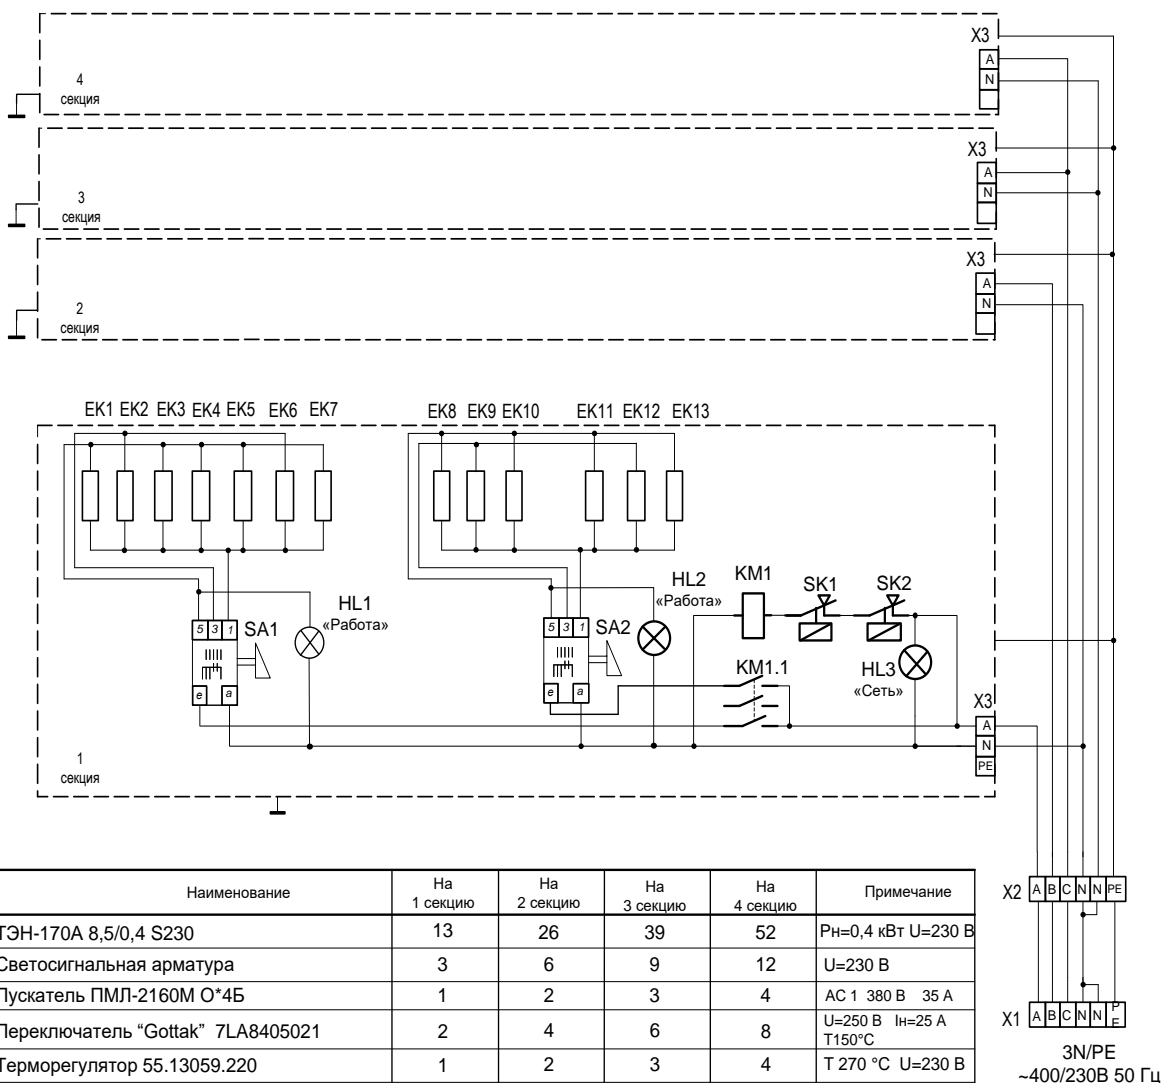 X3
A
N
4
секция
X3
A
N
3
секция
X3
A
N
2
секция
EK1 EK2 EK3 EK4 EK5 EK6 EK7
EK8 EK9 EK10 EK11 EK12 EK13
HL1
«Работа»
5 3 1
SA1
e a
HL2
«Работа»
5 3 1
SA2
e a
KM1
SK1
SK2
KM1.1
HL3
«Сеть»
X3
A
N
PE
1
секция
Наименование
На
1 секцию
На
2 секцию
На
3 секцию
На
4 секцию
Примечание
ТЭН-170А 8,5/0,4 S230 13 26 39 52 Рн=0,4 кВт U=230 В
Светосигнальная арматура 3 6 9 12 U=230 В
Пускатель ПМЛ-2160М О*4Б 1 2 3 4 АС 1 380 В 35 А
Переключатель “Gottak” 7LA8405021 2 4 6 8 U=250 В Iн=25 А
Т150°С
Терморегулятор 55.13059.220 1 2 3 4 Т 270 °С U=230 В
X2 A B C N N PE
X1 A B C N N PE
3N/PE
~400/230В 50 Гц